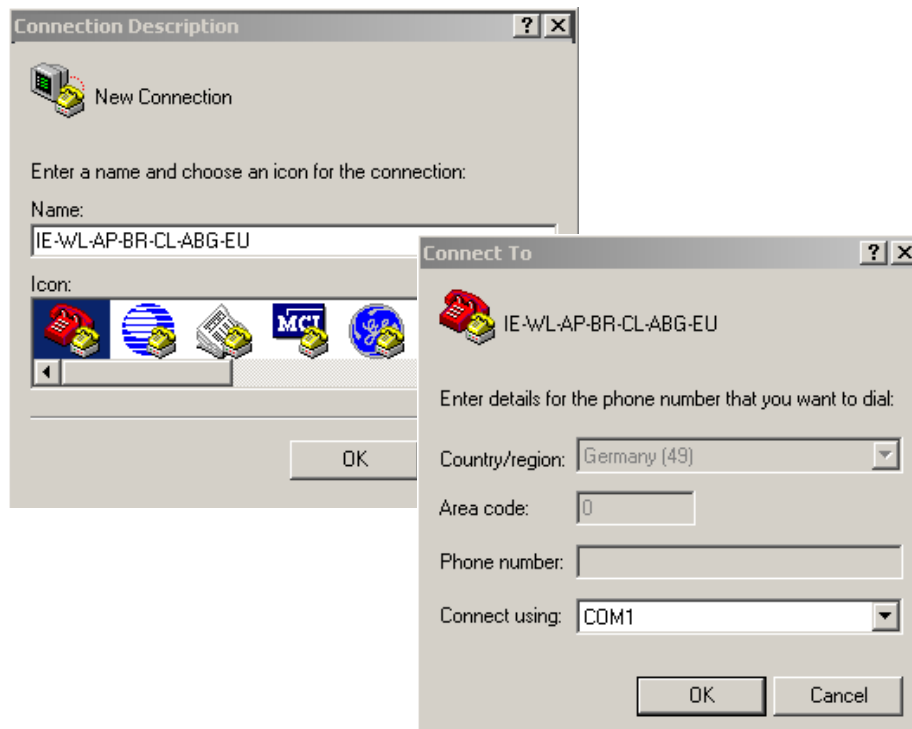 Connection Description
New Connection
Enter a name and choose an icon for the connection:
Name:
IE-WL-AP-BR-CL-ABG-EU
Icon:
MCI
OK
Connect To
IE-WL-AP-BR-CL-ABG-EU
Enter details for the phone number that you want to dial:
Country/region: Germany (49)
Area code: 0
Phone number:
Connect using: COM1
OK Cancel